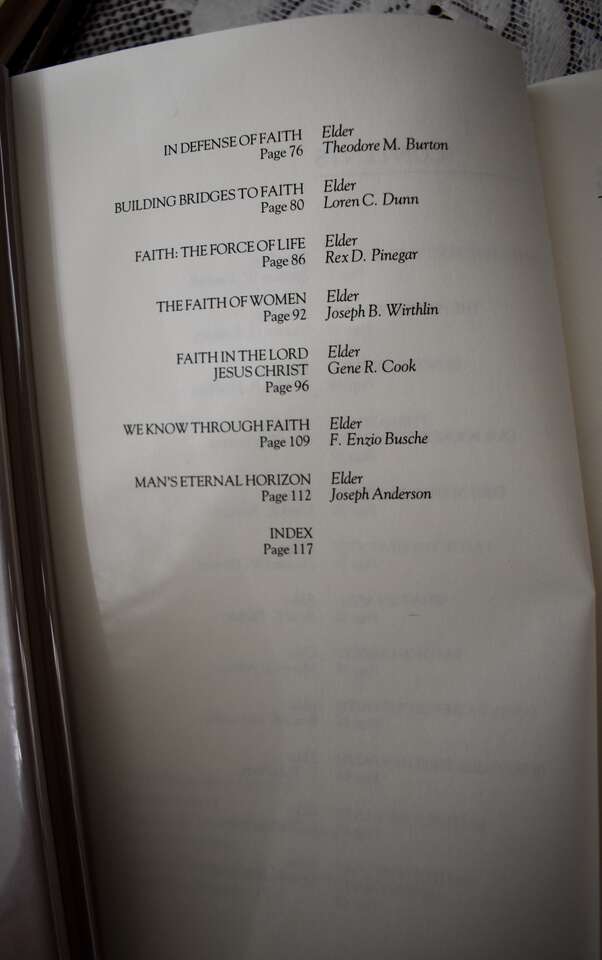 IN DEFENSE OF FAITH Elder
Page 76 Theodore M. Burton
BUILDING BRIDGES TO FAITH Elder
Page 80 Loren C. Dunn
FAITH: THE FORCE OF LIFE Elder
Page 86 Rex D. Pinegar
THE FAITH OF WOMEN Elder
Page 92 Joseph B. Wirthlin
FAITH IN THE LORD Elder
JESUS CHRIST Gene R. Cook
Page 96
WE KNOW THROUGH FAITH Elder
Page 109 F. Enzio Busche
MAN'S ETERNAL HORIZON Elder
Page 112 Joseph Anderson
INDEX
Page 117